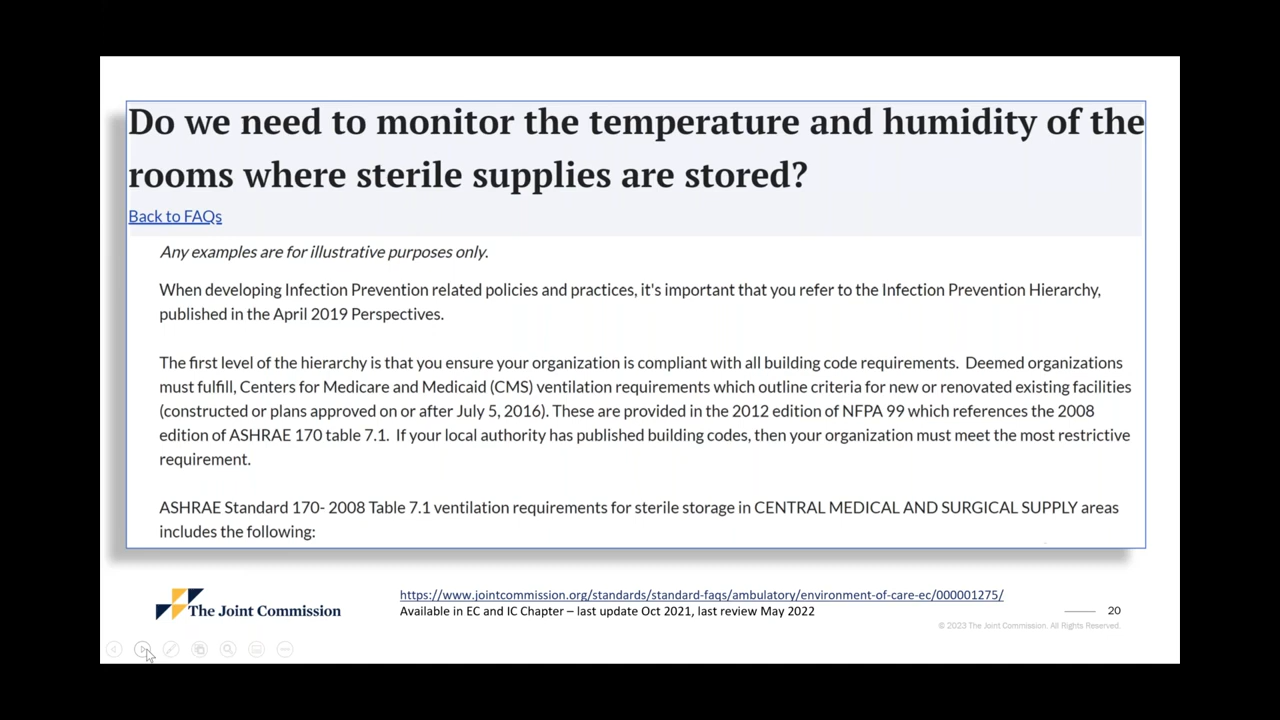 Do we need to monitor the temperature and humidity of the
rooms where sterile supplies are stored?
Back to FAQs
Any examples are for illustrative purposes only.
When developing Infection Prevention related policies and practices, it's important that you refer to the Infection Prevention Hierarchy,
published in the April 2019 Perspectives.
The first level of the hierarchy is that you ensure your organization is compliant with all building code requirements.  Deemed organizations
must fulfill, Centers for Medicare and Medicaid (CMS) ventilation requirements which outline criteria for new or renovated existing facilities
(constructed or plans approved on or after July 5, 2016). These are provided in the 2012 edition of NFPA 99 which references the 2008
edition of ASHRAE 170 table 7.1.  If your local authority has published building codes, then your organization must meet the most restrictive
requirement.
ASHRAE Standard 170- 2008 Table 7.1 ventilation requirements for sterile storage in CENTRAL MEDICAL AND SURGICAL SUPPLY areas
includes the following:
The Joint Commission
https://www.jointcommission.org/standards/standard-faqs/ambulatory/environment-of-care-ec/000001275/
Available in EC and IC Chapter – last update Oct 2021, last review May 2022
20
© 2023 The Joint Commission. All Rights Reserved.